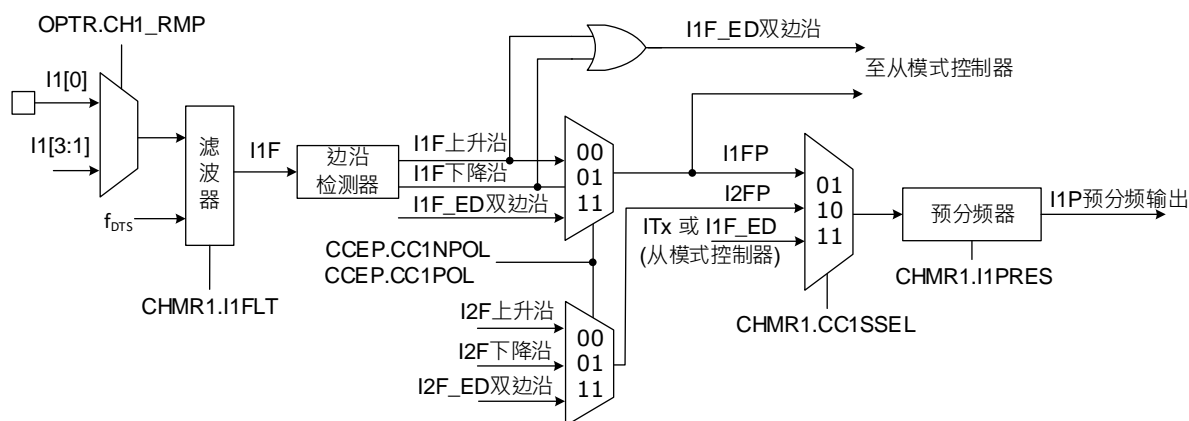 OPTR.CH1_RMP
I1F_ED双边沿
至从模式控制器
I1[0]
I1[3:1]
滤波器
I1F
边沿
检测器
I1F上升沿
I1F下降沿
I1F_ED双边沿
00
01
11
I1FP
I2FP
ITx 或 I1F_ED
(从模式控制器)
01
10
11
预分频器
I1P预分频输出
fDTS
CCEP.CC1NPOL
CCEP.CC1POL
CHMR1.I1FLT
CHMR1.I1PRES
CHMR1.CC1SSEL
I2F上升沿
I2F下降沿
I2F_ED双边沿
00
01
11